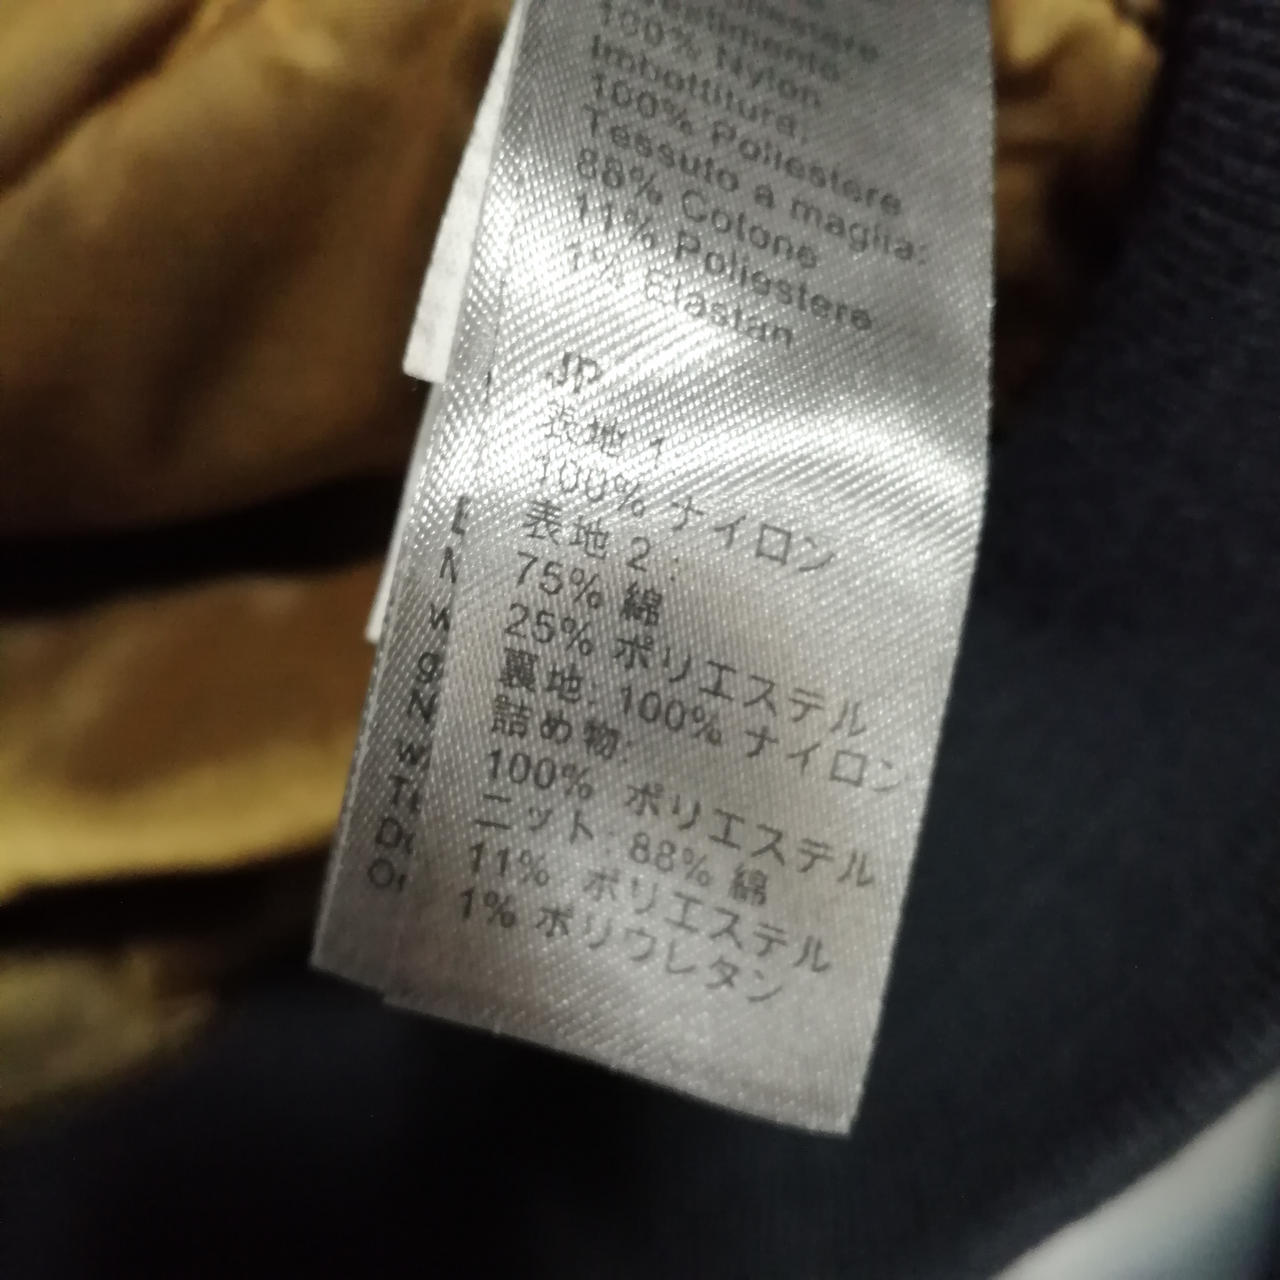 100% Nylon
Imbottitura:
100% Poliestere
Tessuto a maglia:
88% Cotone
11% Poliestere
1% Elastan
JP
表地 1
100% ナイロン
表地 2 :
75% 綿
25% ポリエステル
裏地: 100% ナイロン
詰め物:
100% ポリエステル
ニット: 88% 綿
11% ポリエステル
1% ポリウレタン